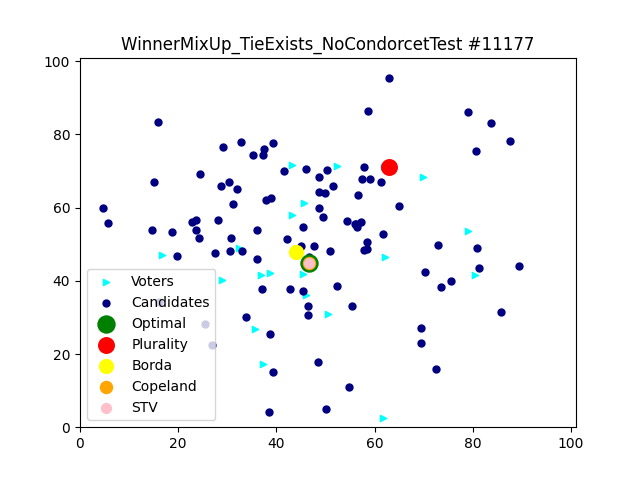 WinnerMixUp_TieExists_NoCondorcetTest #11177
100
80
60
40
20
0
Voters
Candidates
Optimal
Plurality
Borda
Copeland
STV
0 20 40 60 80 100